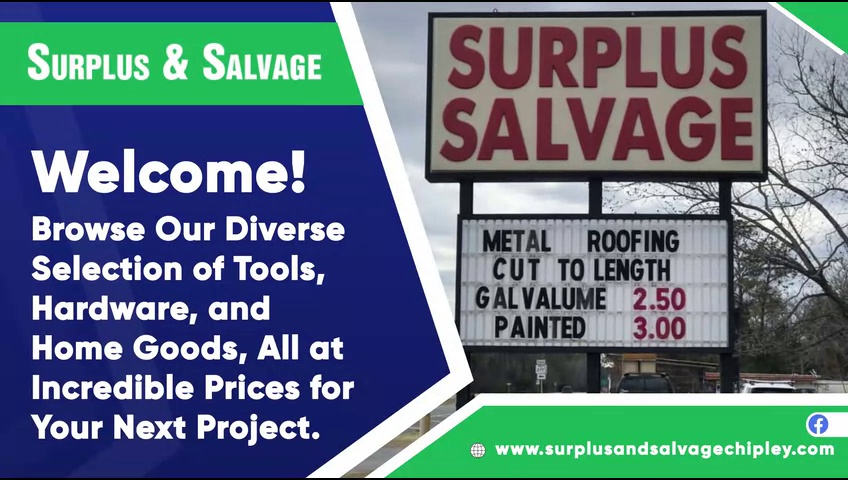 SURPLUS & SALVAGE
Welcome!
Browse Our Diverse
Selection of Tools,
Hardware, and
Home Goods, All at
Incredible Prices for
Your Next Project.
SURPLUS
SALVAGE
METAL ROOFING
CUT TO LENGTH
GALVALUME 2.50
PAINTED 3.00
www.surplusandsalvagechipley.com